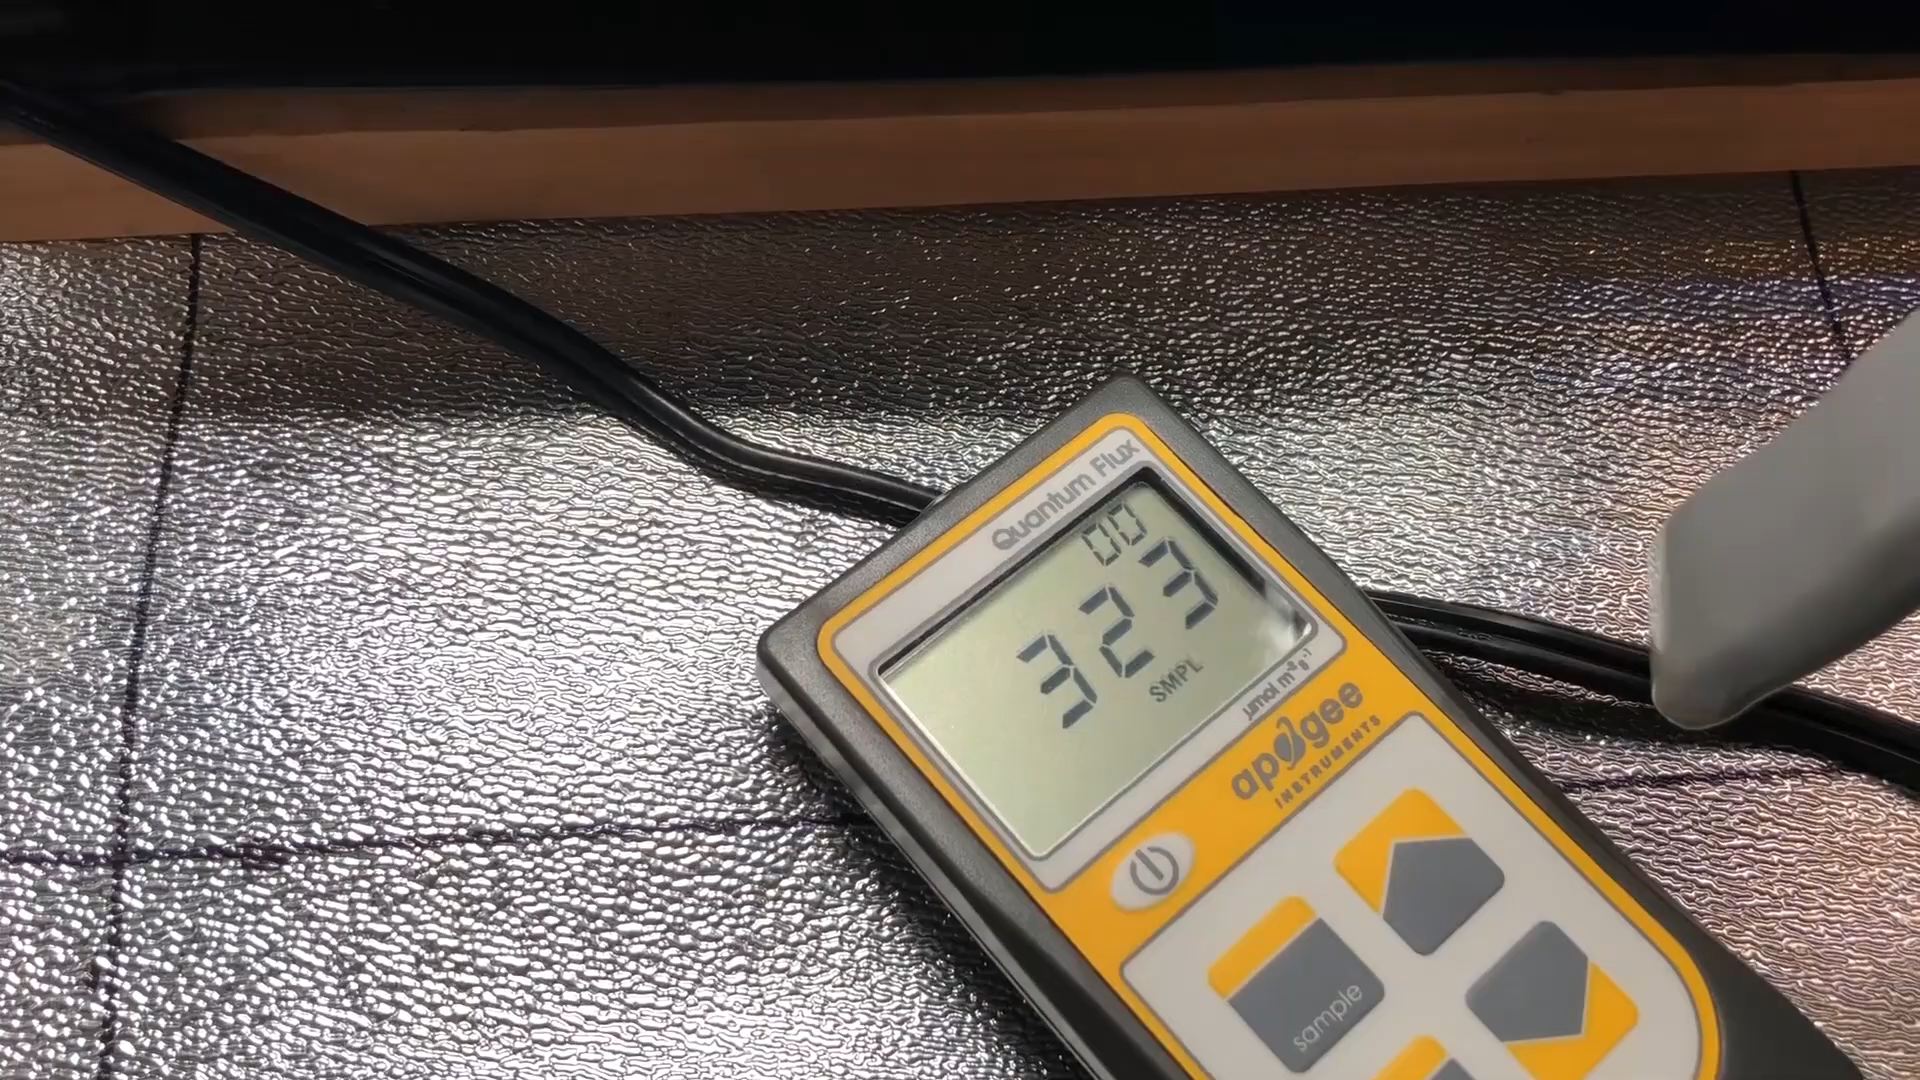 Quantum Flux
00
323
SMPL
µmol m⁻² s⁻¹
apogee
INSTRUMENTS
sample